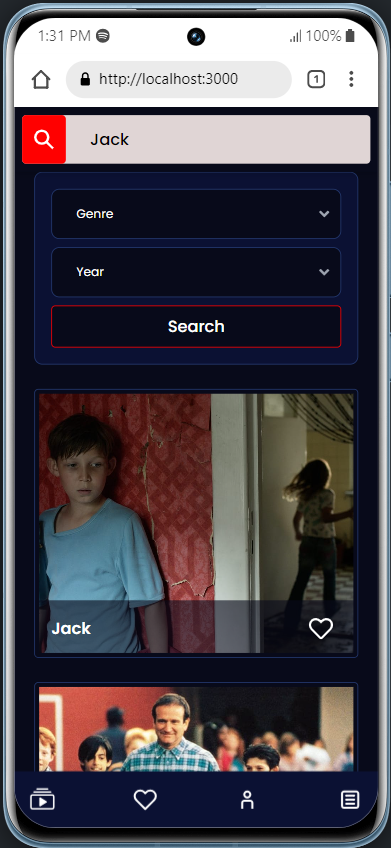 1:31 PM
100%
http://localhost:3000
1
Jack
Genre
Year
Search
Jack